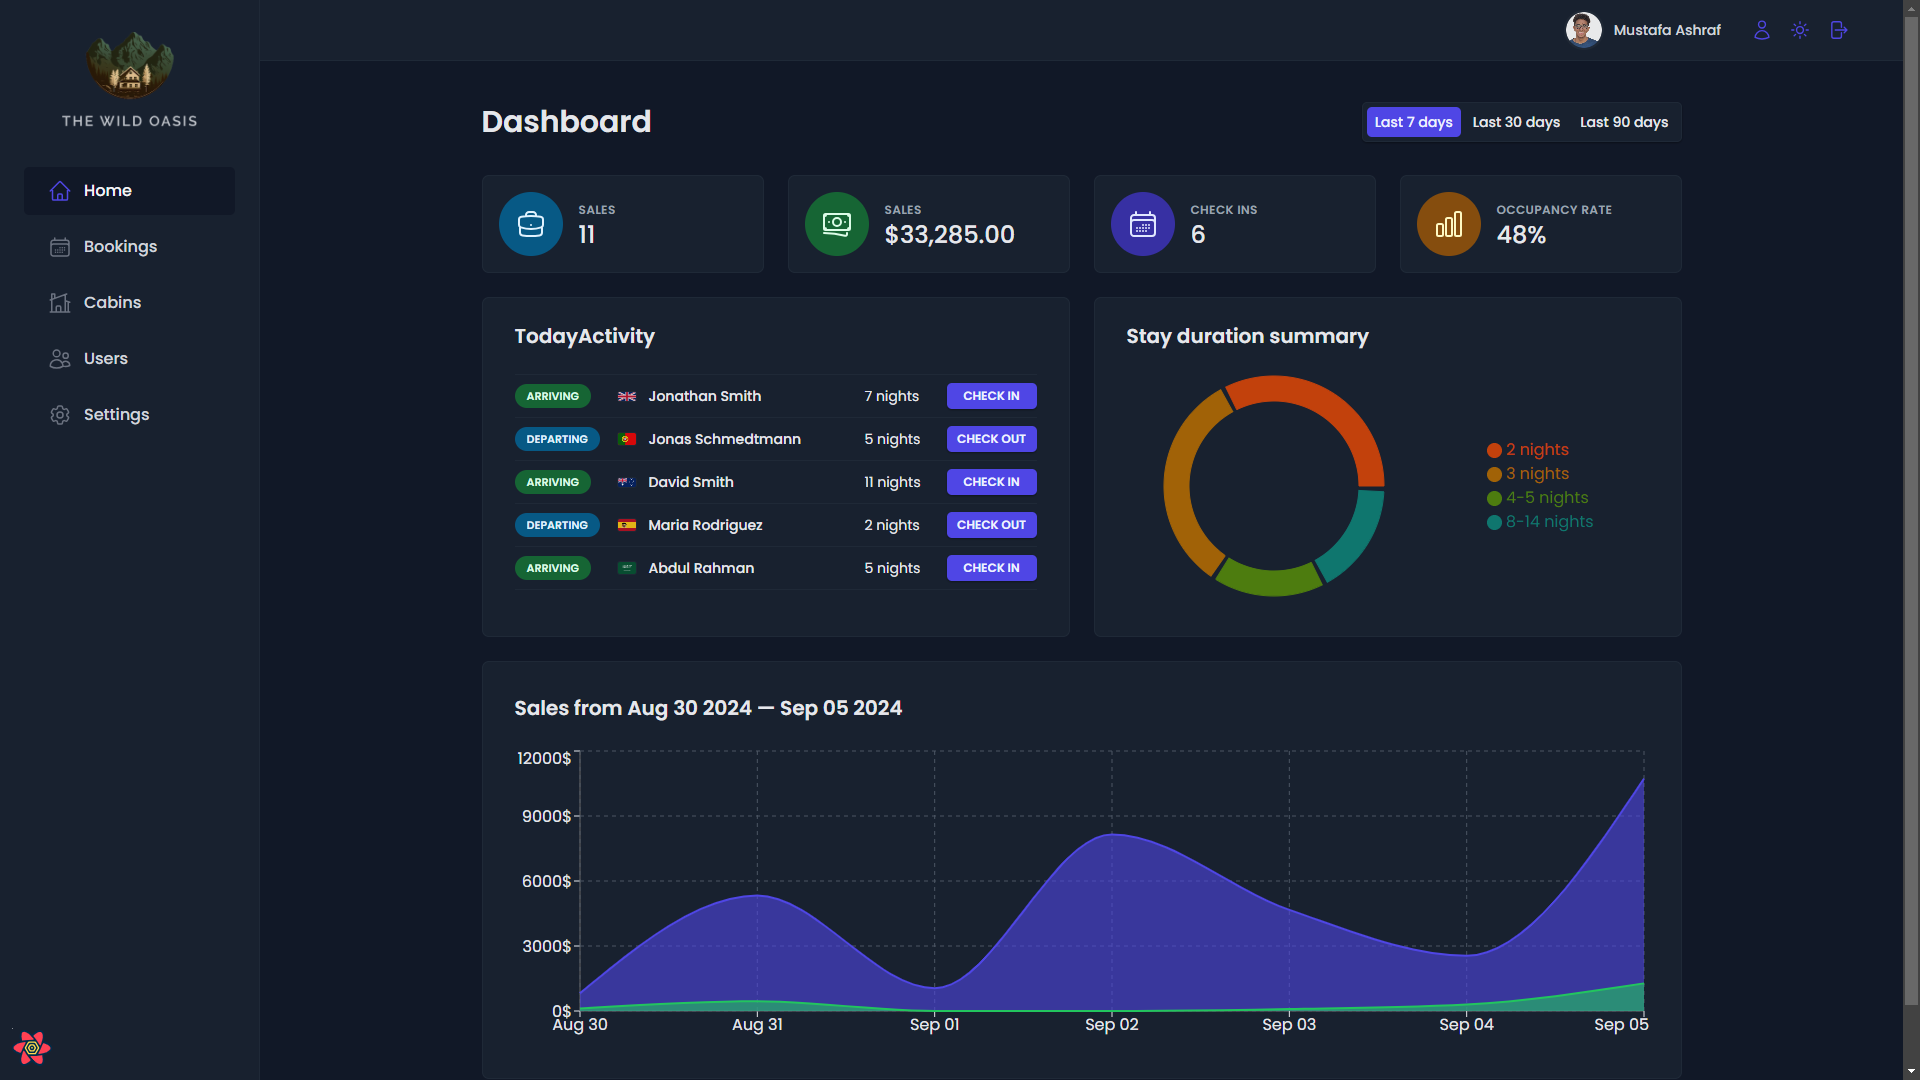 THE WILD OASIS
Mustafa Ashraf
Home
Bookings
Cabins
Users
Settings
Dashboard
Last 7 days Last 30 days Last 90 days
SALES
11
SALES
$33,285.00
CHECK INS
6
OCCUPANCY RATE
48%
TodayActivity
ARRIVING Jonathan Smith 7 nights CHECK IN
DEPARTING Jonas Schmedtmann 5 nights CHECK OUT
ARRIVING David Smith 11 nights CHECK IN
DEPARTING Maria Rodriguez 2 nights CHECK OUT
ARRIVING Abdul Rahman 5 nights CHECK IN
Stay duration summary
2 nights
3 nights
4-5 nights
8-14 nights
Sales from Aug 30 2024 — Sep 05 2024
12000$
9000$
6000$
3000$
0$
Aug 30 Aug 31 Sep 01 Sep 02 Sep 03 Sep 04 Sep 05